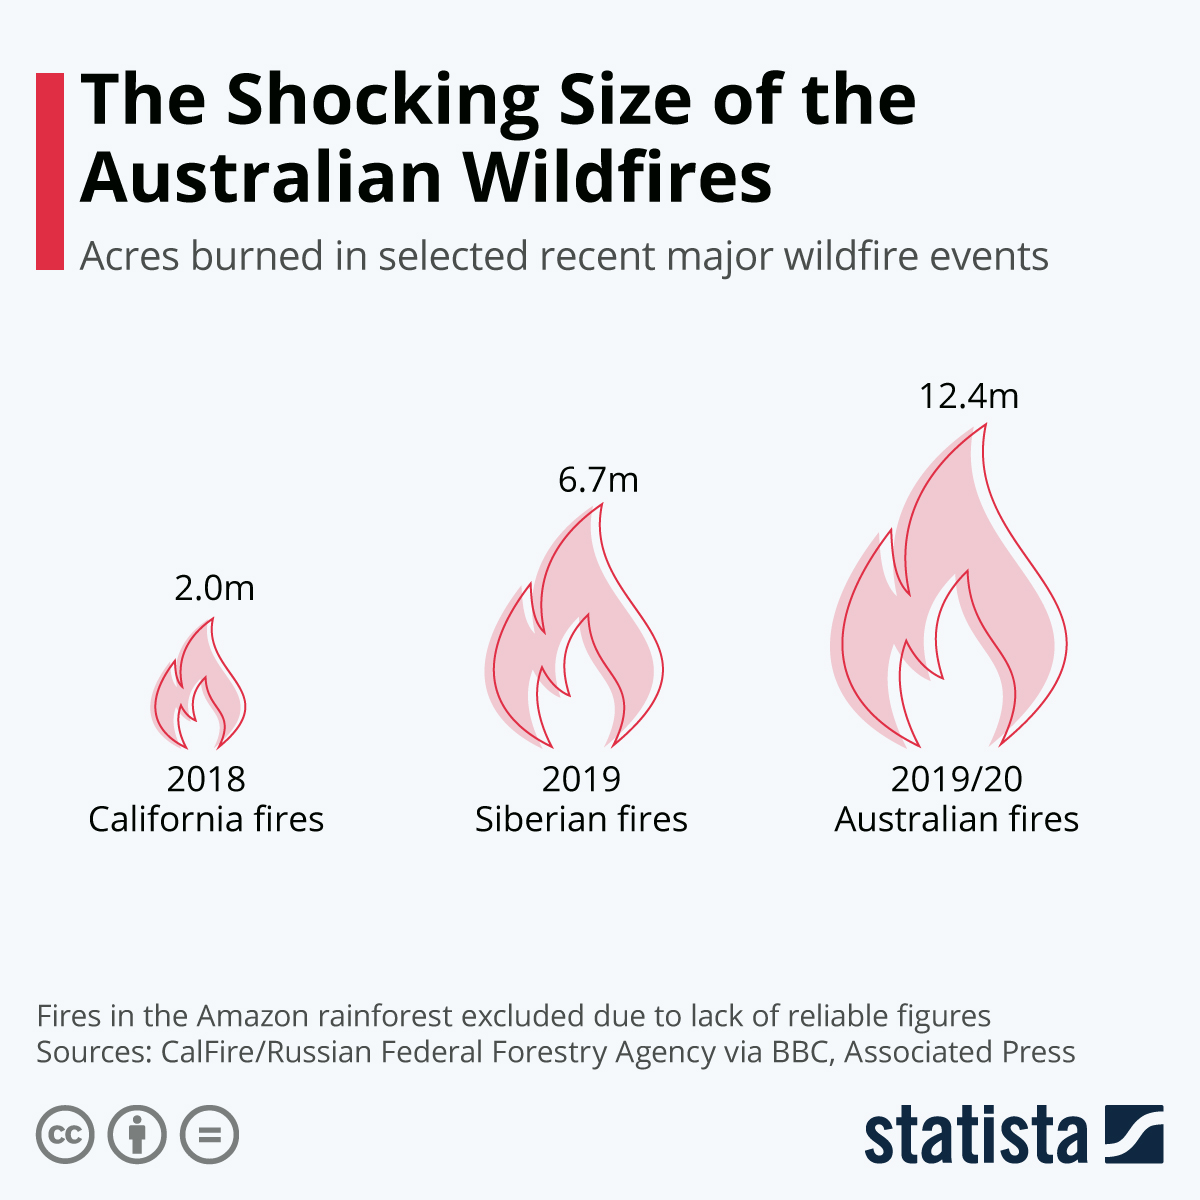 The Shocking Size of the
Australian Wildfires
Acres burned in selected recent major wildfire events
12.4m
6.7m
2.0m
2018
California fires
2019
Siberian fires
2019/20
Australian fires
Fires in the Amazon rainforest excluded due to lack of reliable figures
Sources: CalFire/Russian Federal Forestry Agency via BBC, Associated Press
cc
=
statista